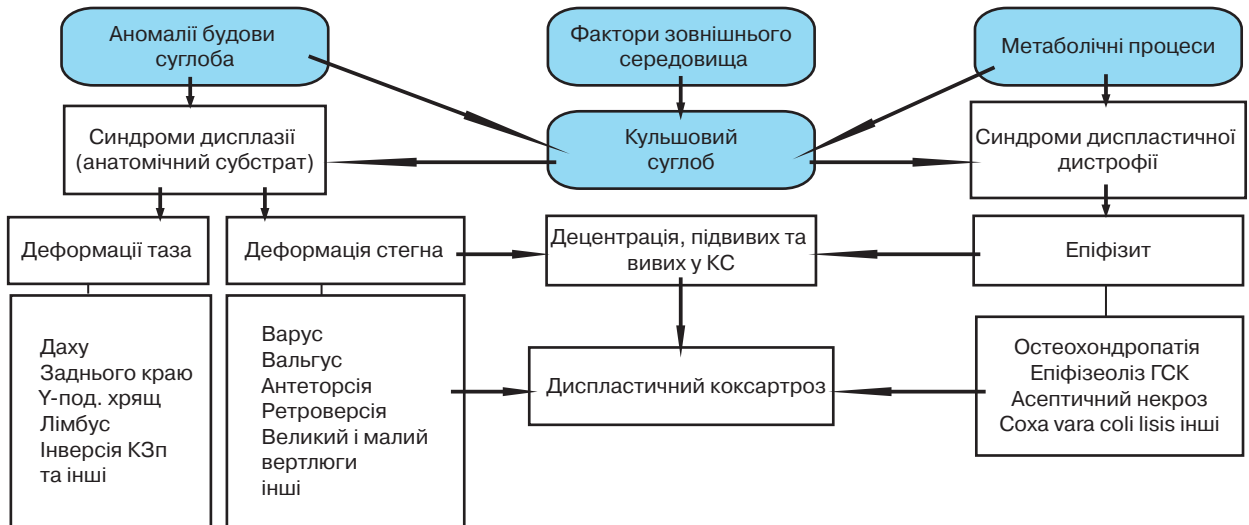 Аномалії будови
суглоба
Фактори зовнішнього
середовища
Метаболічні процеси
Синдроми дисплазії
(анатомічний субстрат)
Кульшовий
суглоб
Синдроми диспластичної
дистрофії
Деформації таза
Деформація стегна
Децентрація, підвивих та
вивих у КС
Епіфизит
Даху
Заднього краю
Y-под. хрящ
Лімбус
Інверсія КЗп
та інші
Варус
Вальгус
Антеторсія
Ретроверсія
Великий і малий
вертлюги
інші
Диспластичний коксартроз
Остеохондропатія
Епіфізеоліз ГСК
Асептичний некроз
Coxa vara coli lisis інші